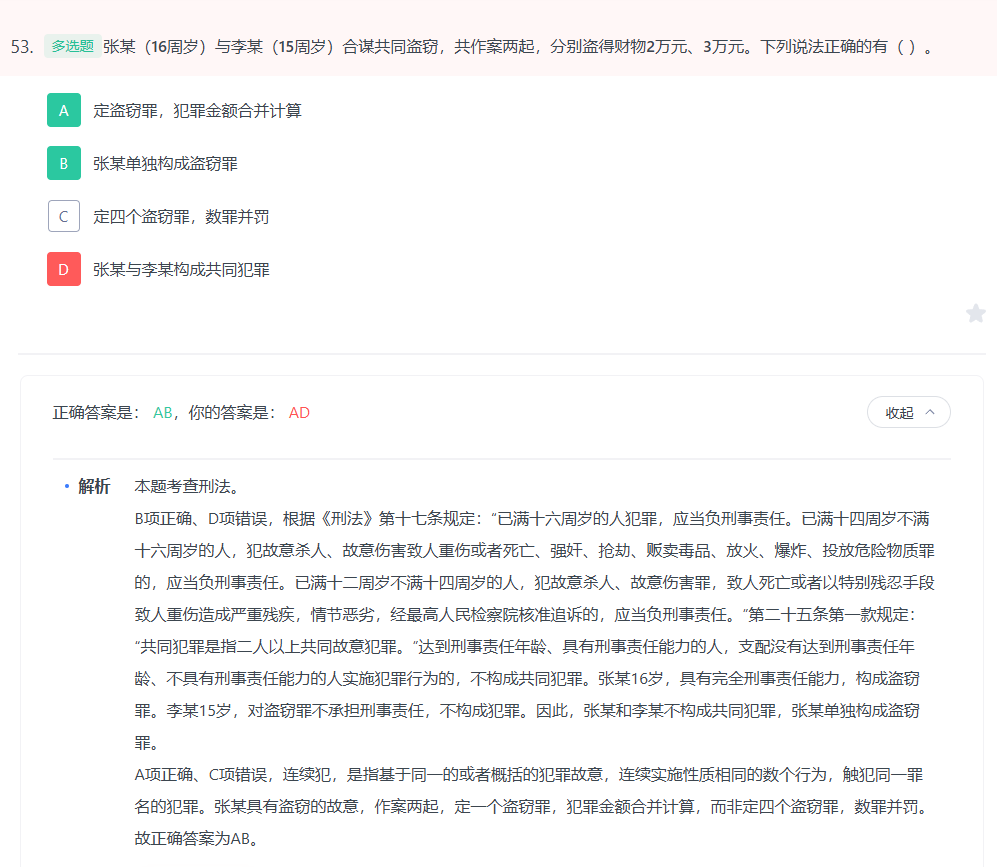 53. 多选题 张某（16周岁）与李某（15周岁）合谋共同盗窃，共作案两起，分别盗得财物2万元、3万元。下列说法正确的有（ ）。
A 定盗窃罪，犯罪金额合并计算
B 张某单独构成盗窃罪
C 定四个盗窃罪，数罪并罚
D 张某与李某构成共同犯罪
正确答案是： AB，你的答案是： AD
收起
• 解析 本题考查刑法。
B项正确、D项错误，根据《刑法》第十七条规定：“已满十六周岁的人犯罪，应当负刑事责任。已满十四周岁不满
十六周岁的人，犯故意杀人、故意伤害致人重伤或者死亡、强奸、抢劫、贩卖毒品、放火、爆炸、投放危险物质罪
的，应当负刑事责任。已满十二周岁不满十四周岁的人，犯故意杀人、故意伤害罪，致人死亡或者以特别残忍手段
致人重伤造成严重残疾，情节恶劣，经最高人民检察院核准追诉的，应当负刑事责任。”第二十五条第一款规定：
“共同犯罪是指二人以上共同故意犯罪。”达到刑事责任年龄、具有刑事责任能力的人，支配没有达到刑事责任年
龄、不具有刑事责任能力的人实施犯罪行为的，不构成共同犯罪。张某16岁，具有完全刑事责任能力，构成盗窃
罪。李某15岁，对盗窃罪不承担刑事责任，不构成犯罪。因此，张某和李某不构成共同犯罪，张某单独构成盗窃
罪。
A项正确、C项错误，连续犯，是指基于同一的或者概括的犯罪故意，连续实施性质相同的数个行为，触犯同一罪
名的犯罪。张某具有盗窃的故意，作案两起，定一个盗窃罪，犯罪金额合并计算，而非定四个盗窃罪，数罪并罚。
故正确答案为AB。